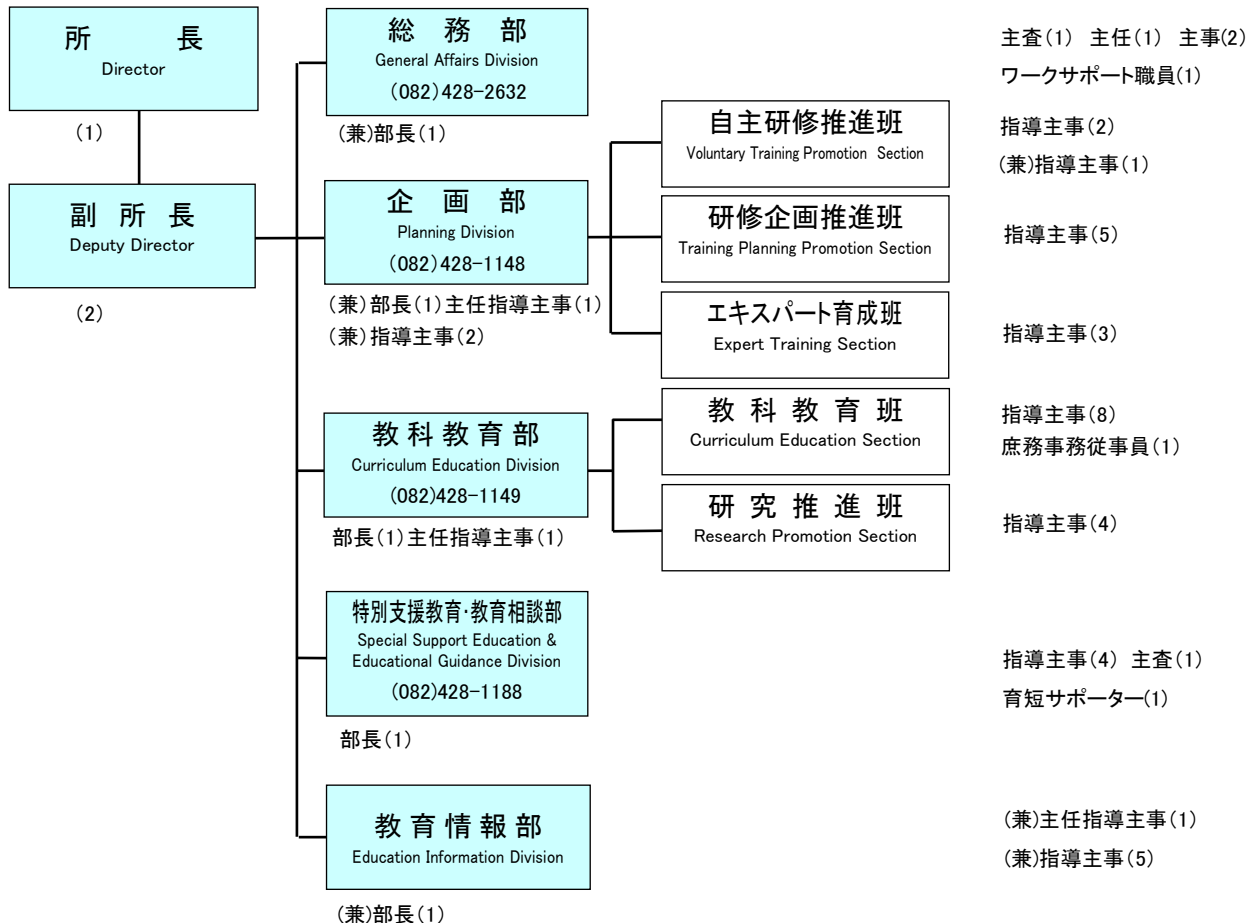 所　　長
Director
(1)
副 所 長
Deputy Director
(2)
総 務 部
General Affairs Division
(082)428-2632
(兼)部長(1)
主査(1) 主任(1) 主事(2)
ワークサポート職員(1)
企 画 部
Planning Division
(082)428-1148
(兼)部長(1)主任指導主事(1)
(兼)指導主事(2)
自主研修推進班
Voluntary Training Promotion Section
指導主事(2)
(兼)指導主事(1)
研修企画推進班
Training Planning Promotion Section
指導主事(5)
エキスパート育成班
Expert Training Section
指導主事(3)
教科教育部
Curriculum Education Division
(082)428-1149
部長(1)主任指導主事(1)
教 科 教 育 班
Curriculum Education Section
指導主事(8)
庶務事務従事員(1)
研 究 推 進 班
Research Promotion Section
指導主事(4)
特別支援教育・教育相談部
Special Support Education &
Educational Guidance Division
(082)428-1188
部長(1)
指導主事(4) 主査(1)
育短サポーター(1)
教育情報部
Education Information Division
(兼)部長(1)
(兼)主任指導主事(1)
(兼)指導主事(5)